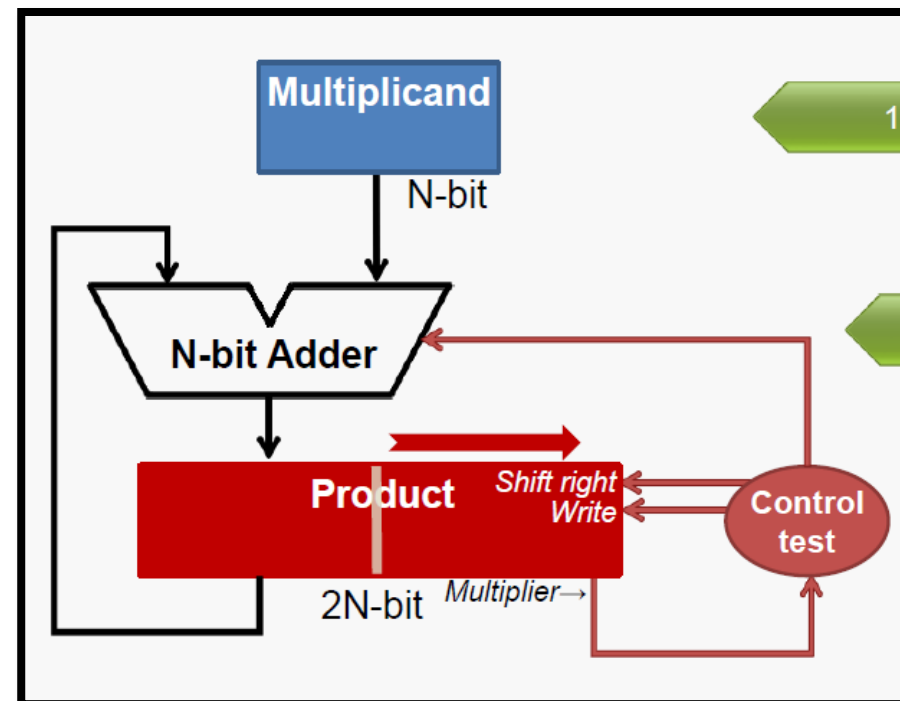 Multiplicand
1
N-bit
N-bit Adder
Product
Shift right
Write
Control
test
2N-bit
Multiplier→